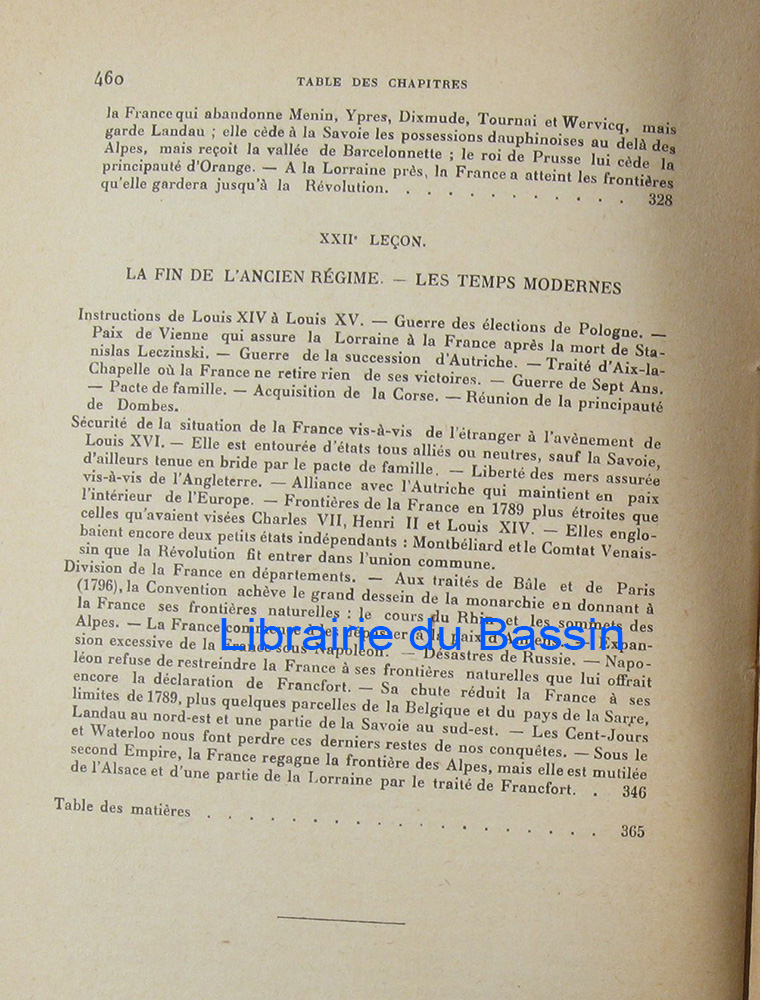 460 TABLE DES CHAPITRES
la France qui abandonne Menin, Ypres, Dixmude, Tournai et Wervicq, mais
garde Landau ; elle cède à la Savoie les possessions dauphinoises au delà des
Alpes, mais reçoit la vallée de Barcelonnette ; le roi de Prusse lui cède la
principauté d'Orange. — A la Lorraine près, la France a atteint les frontières
qu'elle gardera jusqu'à la Révolution. . . . . . . . . . . 328
XXIIe LEÇON.
LA FIN DE L'ANCIEN RÉGIME. — LES TEMPS MODERNES
Instructions de Louis XIV à Louis XV. — Guerre des élections de Pologne. —
Paix de Vienne qui assure la Lorraine à la France après la mort de Sta-
nislas Leczinski. — Guerre de la succession d'Autriche. — Traité d'Aix-la-
Chapelle où la France ne retire rien de ses victoires. — Guerre de Sept Ans.
— Pacte de famille. — Acquisition de la Corse. — Réunion de la principauté
de Dombes.
Sécurité de la situation de la France vis-à-vis de l'étranger à l'avènement de
Louis XVI. — Elle est entourée d'états tous alliés ou neutres, sauf la Savoie,
d'ailleurs tenue en bride par le pacte de famille. — Liberté des mers assurée
vis-à-vis de l'Angleterre. — Alliance avec l'Autriche qui maintient en paix
l'intérieur de l'Europe. — Frontières de la France en 1789 plus étroites que
celles qu'avaient visées Charles VII, Henri II et Louis XIV. — Elles englo-
baient encore deux petits états indépendants : Montbéliard et le Comtat Venais-
sin que la Révolution fit entrer dans l'union commune.
Division de la France en départements. — Aux traités de Bâle et de Paris
(1796), la Convention achève le grand dessein de la monarchie en donnant à
la France ses frontières naturelles : le cours du Rhin et les sommets des
Alpes. — La France commence à les dépasser à la paix d'Amiens. — Expan-
sion excessive de la France sous Napoléon. — Désastres de Russie. — Napo-
léon refuse de restreindre la France à ses frontières naturelles que lui offrait
encore la déclaration de Francfort. — Sa chute réduit la France à ses
limites de 1789, plus quelques parcelles de la Belgique et du pays de la Sarre,
Landau au nord-est et une partie de la Savoie au sud-est. — Les Cent-Jours
et Waterloo nous font perdre ces derniers restes de nos conquêtes. — Sous le
second Empire, la France regagne la frontière des Alpes, mais elle est mutilée
de l'Alsace et d'une partie de la Lorraine par le traité de Francfort. . 346
Table des matières . . . . . . . . . . . . . . . . . 365
Librairie du Bassin